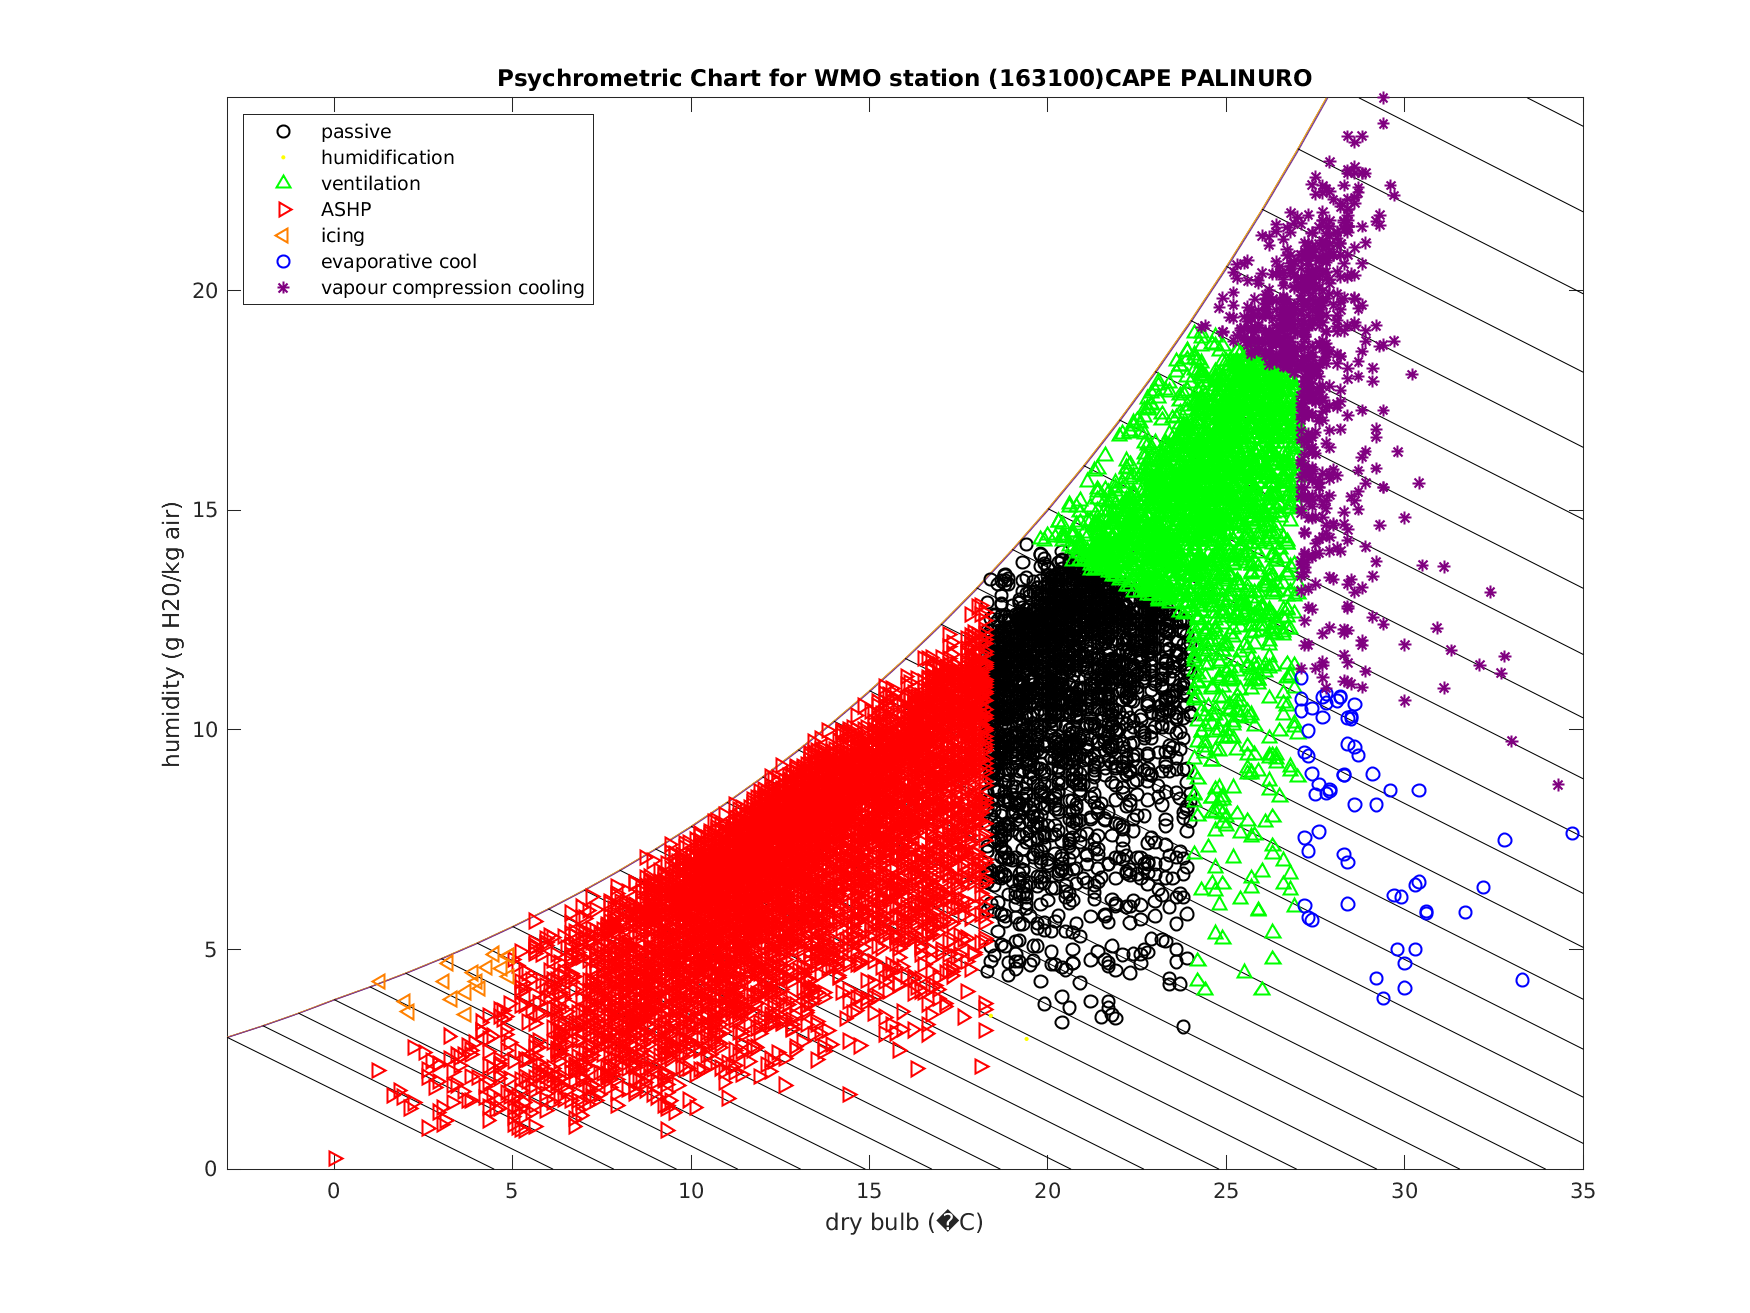 Psychrometric Chart for WMO station (163100)CAPE PALINURO
passive
humidification
ventilation
ASHP
icing
evaporative cool
vapour compression cooling
humidity (g H20/kg air)
20
15
10
5
0
0 5 10 15 20 25 30 35
dry bulb (�C)